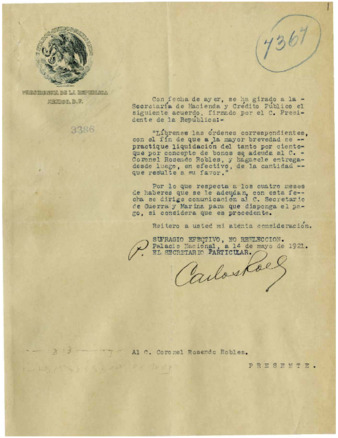 7367
PRESIDENCIA DE LA REPUBLICA
MEXICO, D. F.
2386
Con fecha de ayer, se ha girado a la -
Secretaría de Hacienda y Crédito Público el
siguiente acuerdo, firmado por el C. Presi-
dente de la República:-
"Líbrense las órdenes correspondientes,
con el fin de que a la mayor brevedad se --
practique liquidación del tanto por ciento-
que por concepto de bonos se adeuda al C. -
Coronel Rosendo Robles, y hágasele entrega-
desde luego, en efectivo, de la cantidad --
que resulte a su favor."
Por lo que respecta a los cuatro meses
de haberes que se le adeudan, con esta fe-
cha se dirige comunicación al C. Secretario
de Guerra y Marina para que disponga el pa-
go, si considera que es procedente.
Reitero a usted mi atenta consideración.
SUFRAGIO EFECTIVO, NO REELECCION.
Palacio Nacional, a 14 de mayo de 1921.
P. EL SECRETARIO PARTICULAR.
Al C. Coronel Rosendo Robles.
P R E S E N T E.